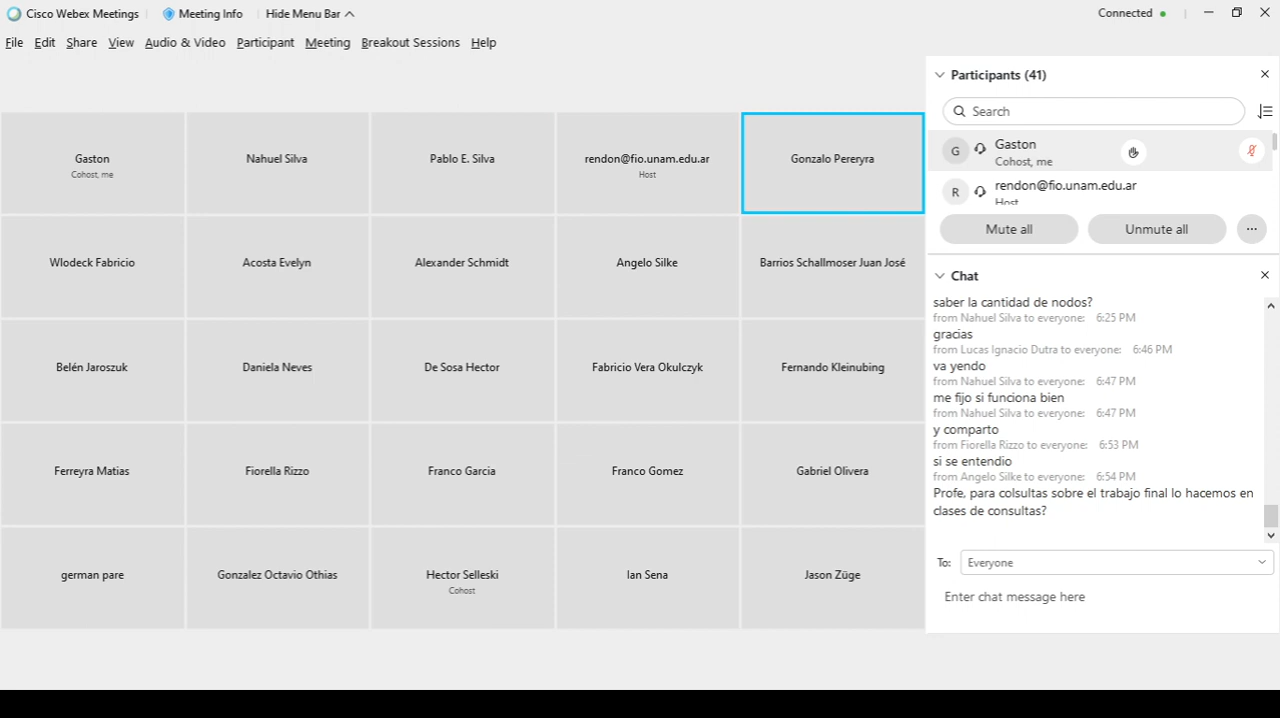 Cisco Webex Meetings
Meeting Info
Hide Menu Bar
Connected
File Edit Share View Audio & Video Participant Meeting Breakout Sessions Help
Gaston
Cohost, me
Nahuel Silva
Pablo E. Silva
rendon@fio.unam.edu.ar
Host
Gonzalo Pereryra
Wlodeck Fabricio
Acosta Evelyn
Alexander Schmidt
Angelo Silke
Barrios Schallmoser Juan José
Belén Jaroszuk
Daniela Neves
De Sosa Hector
Fabricio Vera Okulczyk
Fernando Kleinubing
Ferreyra Matias
Fiorella Rizzo
Franco Garcia
Franco Gomez
Gabriel Olivera
german pare
Gonzalez Octavio Othias
Hector Selleski
Cohost
Ian Sena
Jason Züge
Participants (41)
Search
G
Gaston
Cohost, me
R
rendon@fio.unam.edu.ar
Host
Mute all
Unmute all
Chat
saber la cantidad de nodos?
from Nahuel Silva to everyone: 6:25 PM
gracias
from Lucas Ignacio Dutra to everyone: 6:46 PM
va yendo
from Nahuel Silva to everyone: 6:47 PM
me fijo si funciona bien
from Nahuel Silva to everyone: 6:47 PM
y comparto
from Fiorella Rizzo to everyone: 6:53 PM
si se entendio
from Angelo Silke to everyone: 6:54 PM
Profe, para colsultas sobre el trabajo final lo hacemos en
clases de consultas?
To: Everyone
Enter chat message here